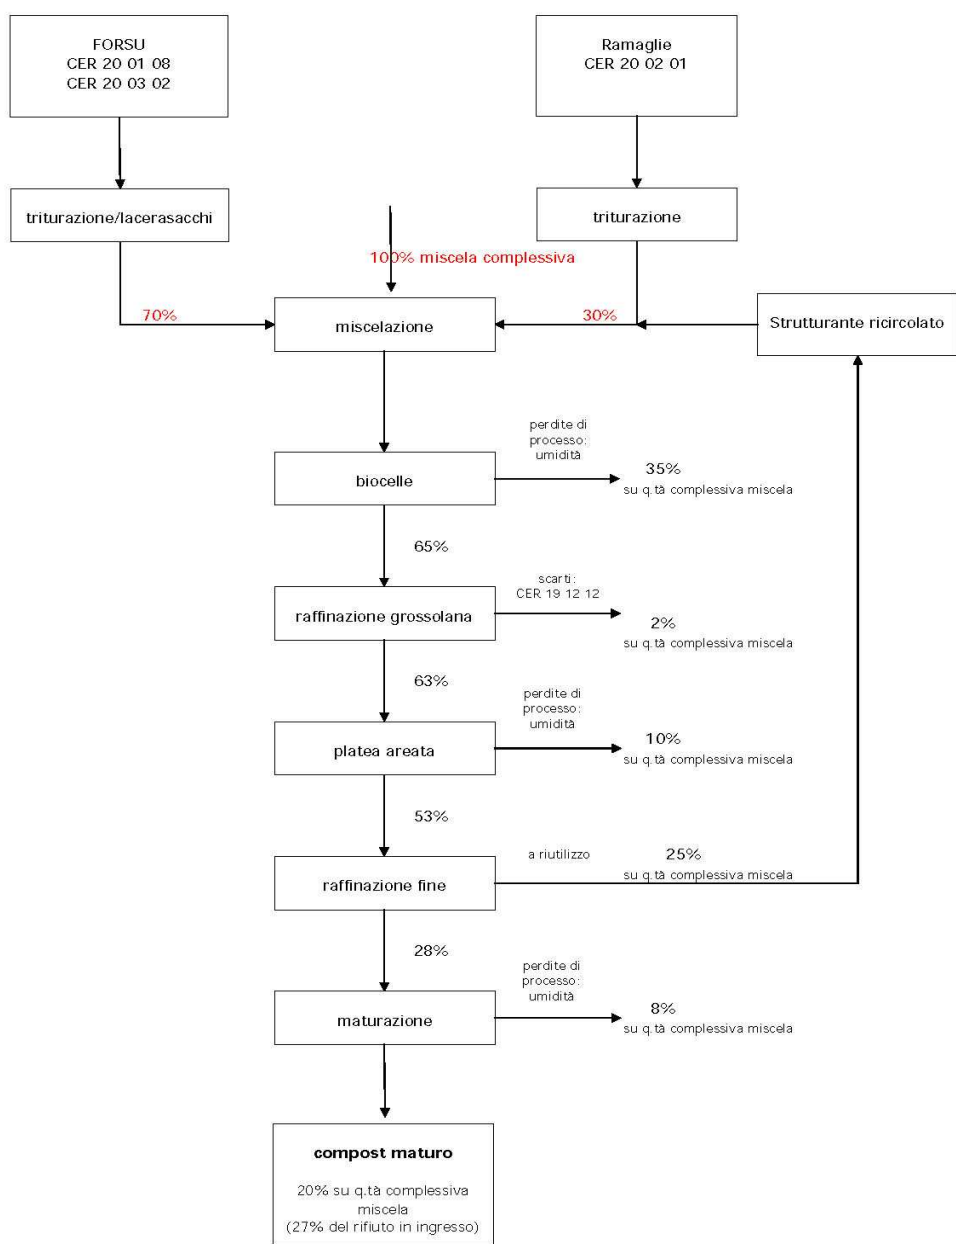 FORSU
CER 20 01 08
CER 20 03 02
Ramaglie
CER 20 02 01
triturazione/lacerasacchi
triturazione
100% miscela complessiva
70%
miscelazione
30%
Strutturante ricircolato
perdite di
processo:
umidità
biocelle
35%
su q.tà complessiva miscela
65%
raffinazione grossolana
scarti:
CER 19 12 12
2%
su q.tà complessiva miscela
63%
perdite di
processo:
umidità
platea areata
10%
su q.tà complessiva miscela
53%
raffinazione fine
a riutilizzo
25%
su q.tà complessiva miscela
28%
perdite di
processo:
umidità
maturazione
8%
su q.tà complessiva miscela
compost maturo
20% su q.tà complessiva
miscela
(27% del rifiuto in ingresso)